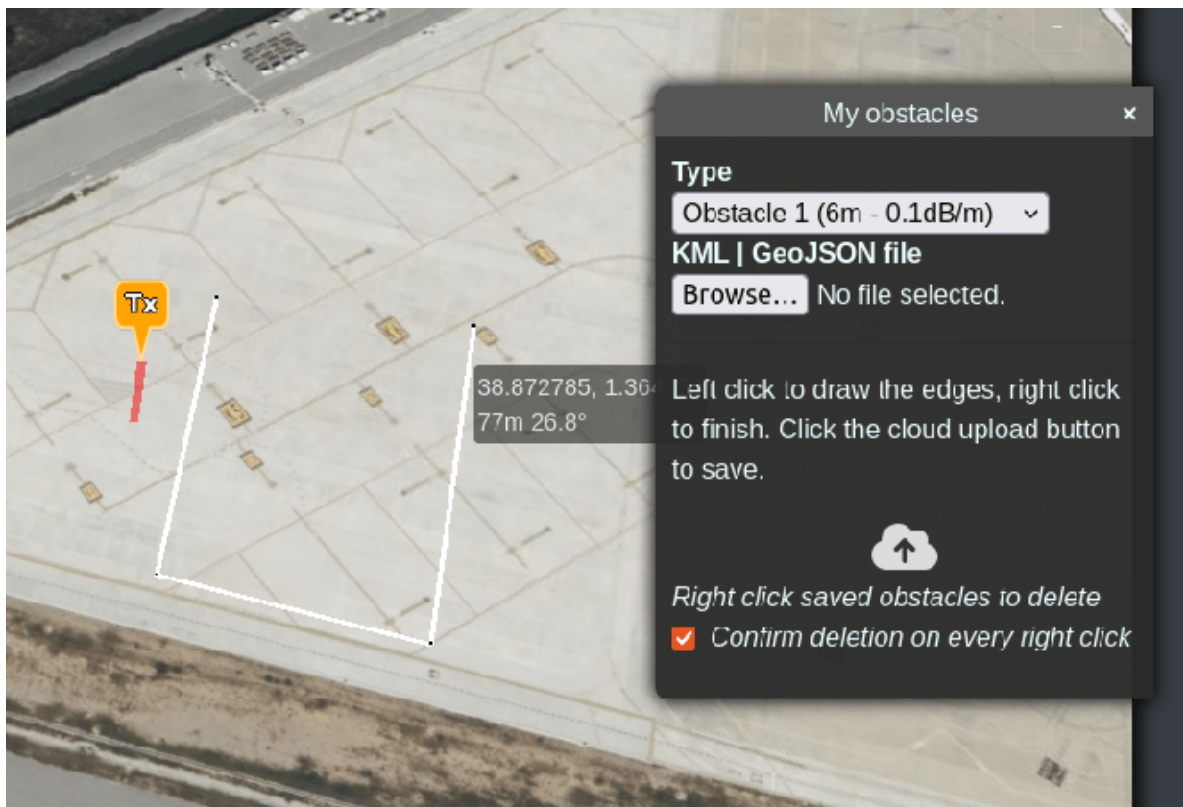 My obstacles
×
Type
Obstacle 1 (6m - 0.1dB/m)
KML | GeoJSON file
Browse... No file selected.
Tx
38.872785, 1.364
77m 26.8°
Left click to draw the edges, right click
to finish. Click the cloud upload button
to save.
Right click saved obstacles to delete
Confirm deletion on every right click